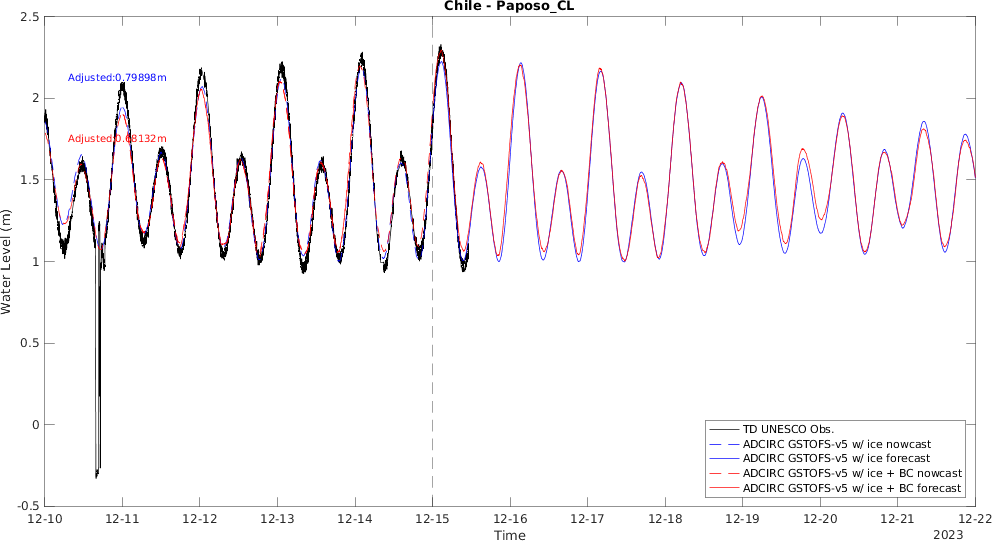 Chile - Paposo_CL
2.5
2
1.5
1
0.5
0
-0.5
Water Level (m)
Adjusted:0.79898m
Adjusted:0.68132m
TD UNESCO Obs.
ADCIRC GSTOFS-v5 w/ ice nowcast
ADCIRC GSTOFS-v5 w/ ice forecast
ADCIRC GSTOFS-v5 w/ ice + BC nowcast
ADCIRC GSTOFS-v5 w/ ice + BC forecast
12-10 12-11 12-12 12-13 12-14 12-15 12-16 12-17 12-18 12-19 12-20 12-21 12-22
Time
2023